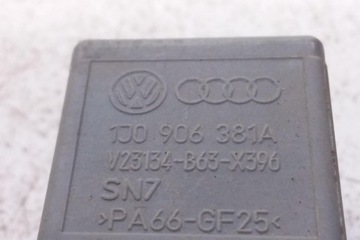 1J0 906 381A
V23134-B63-X396
SN7
>PA66-GF25<